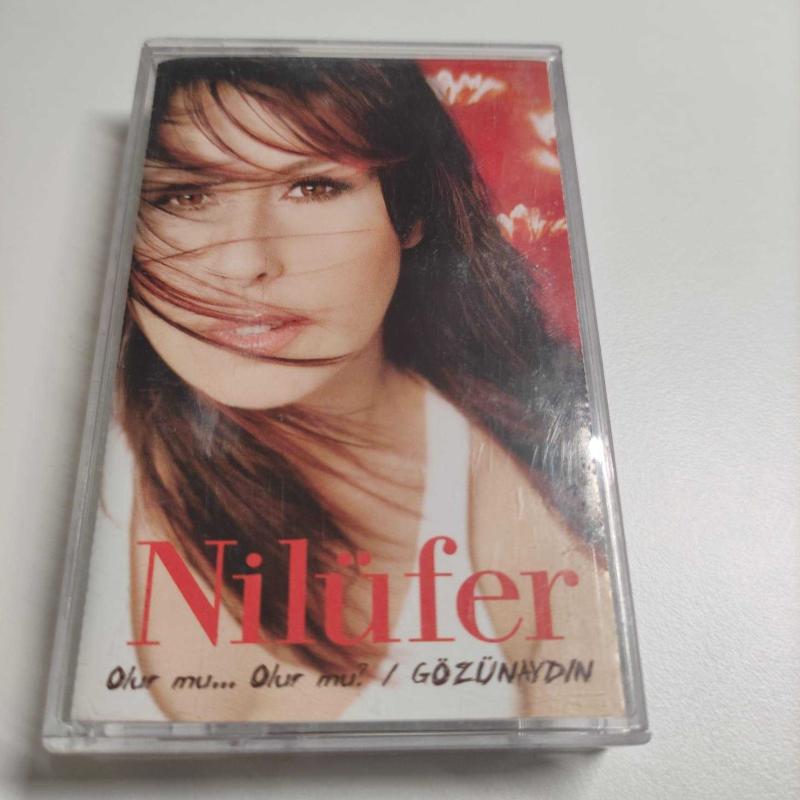 Nilüfer
Olur mu... Olur mu? / GÖZÜNAYDIN